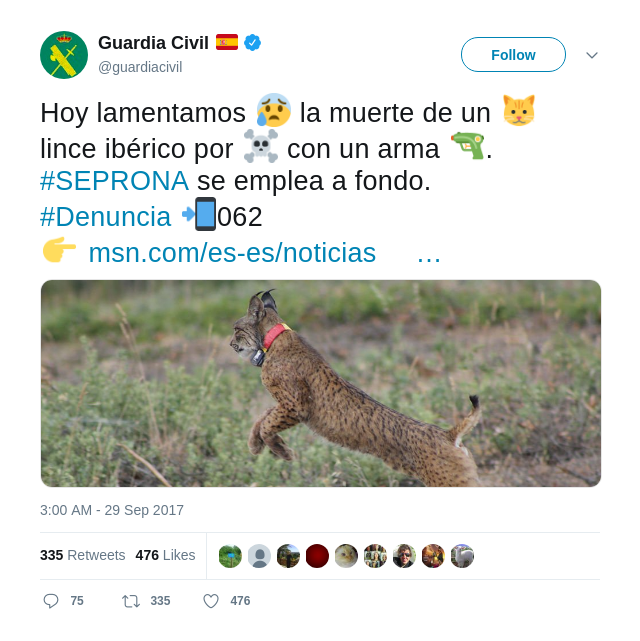 Guardia Civil 🇪🇸
@guardiacivil
Follow
Hoy lamentamos 😰 la muerte de un 🐱
lince ibérico por ☠️ con un arma 🔫.
#SEPRONA se emplea a fondo.
#Denuncia 📲062
👉 msn.com/es-es/noticias …
3:00 AM - 29 Sep 2017
335 Retweets 476 Likes
75 335 476